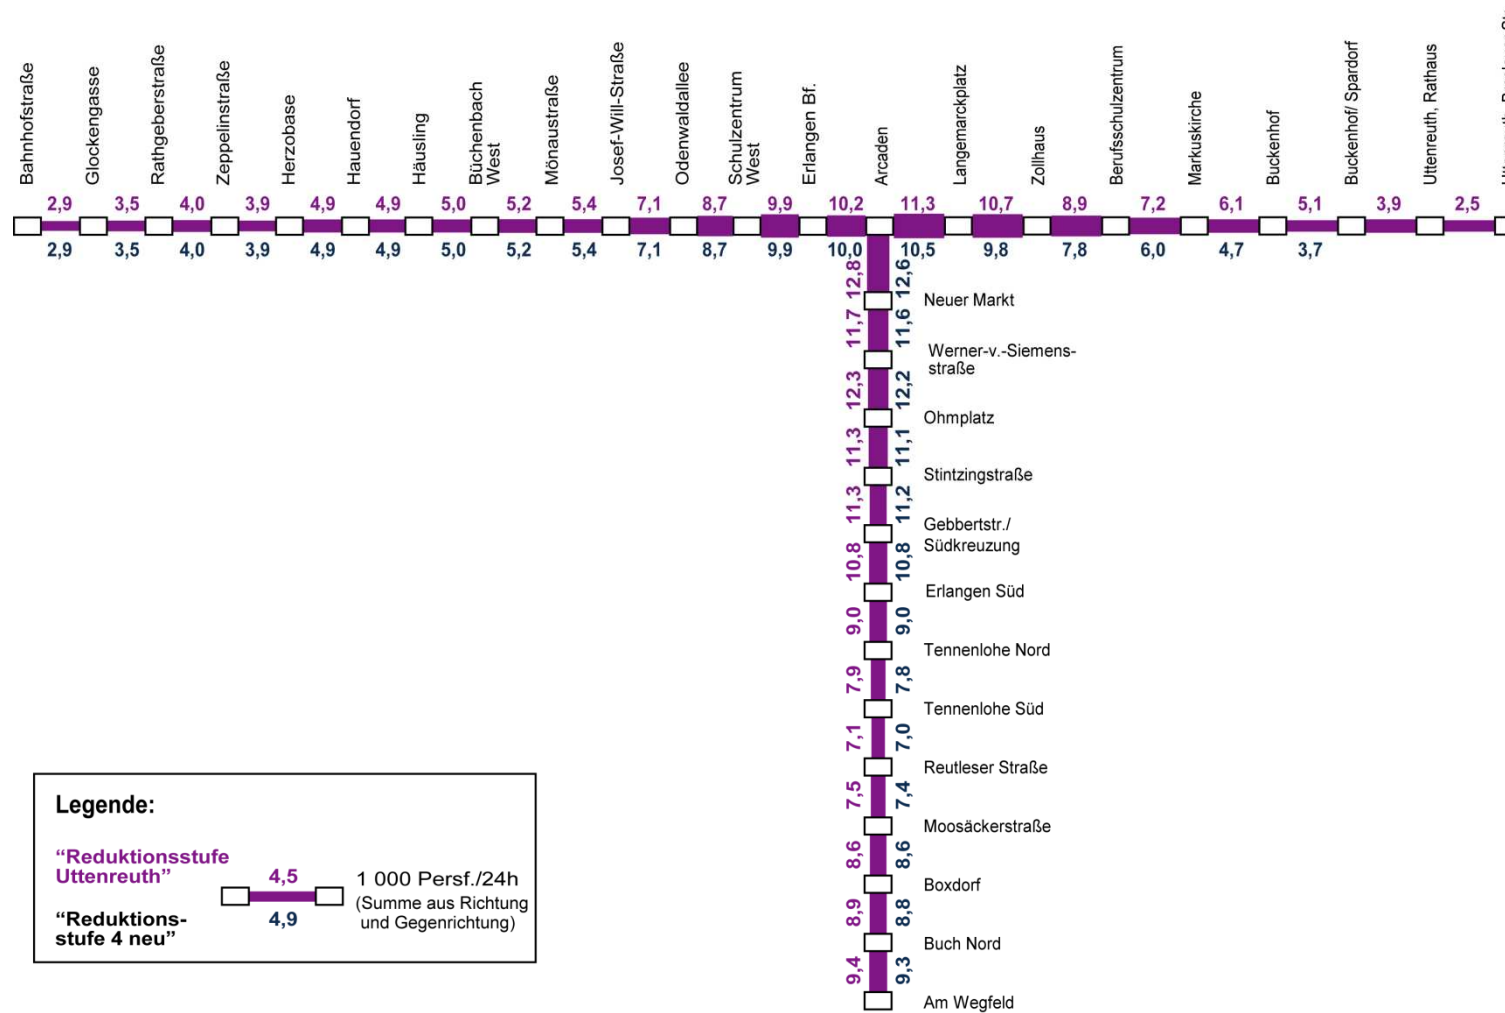 Bahnhofstraße
Glockengasse
Rathgeberstraße
Zeppelinstraße
Herzobase
Hauendorf
Häusling
Büchenbach
West
Mönaustraße
Josef-Will-Straße
Odenwaldallee
Schulzentrum
West
Erlangen Bf.
Arcaden
Langemarckplatz
Zollhaus
Berufsschulzentrum
Markuskirche
Buckenhof
Buckenhof/ Spardorf
Uttenreuth, Rathaus
2,9 3,5 4,0 3,9 4,9 4,9 5,0 5,2 5,4 7,1 8,7 9,9 10,2 11,3 10,7 8,9 7,2 6,1 5,1 3,9 2,5
2,9 3,5 4,0 3,9 4,9 4,9 5,0 5,2 5,4 7,1 8,7 9,9 10,0 10,5 9,8 7,8 6,0 4,7 3,7
12,8 12,6
Neuer Markt
11,7 11,6
Werner-v.-Siemens-
straße
12,3 12,2
Ohmplatz
11,3 11,1
Stintzingstraße
11,3 11,2
Gebbertstr./
Südkreuzung
10,8 10,8
Erlangen Süd
9,0 9,0
Tennenlohe Nord
7,9 7,8
Tennenlohe Süd
7,1 7,0
Reutleser Straße
7,5 7,4
Moosäckerstraße
8,6 8,6
Boxdorf
8,9 8,8
Buch Nord
9,4 9,3
Am Wegfeld
Legende:
“Reduktionsstufe
Uttenreuth”
4,5
“Reduktions-
stufe 4 neu”
4,9
1 000 Persf./24h
(Summe aus Richtung
und Gegenrichtung)